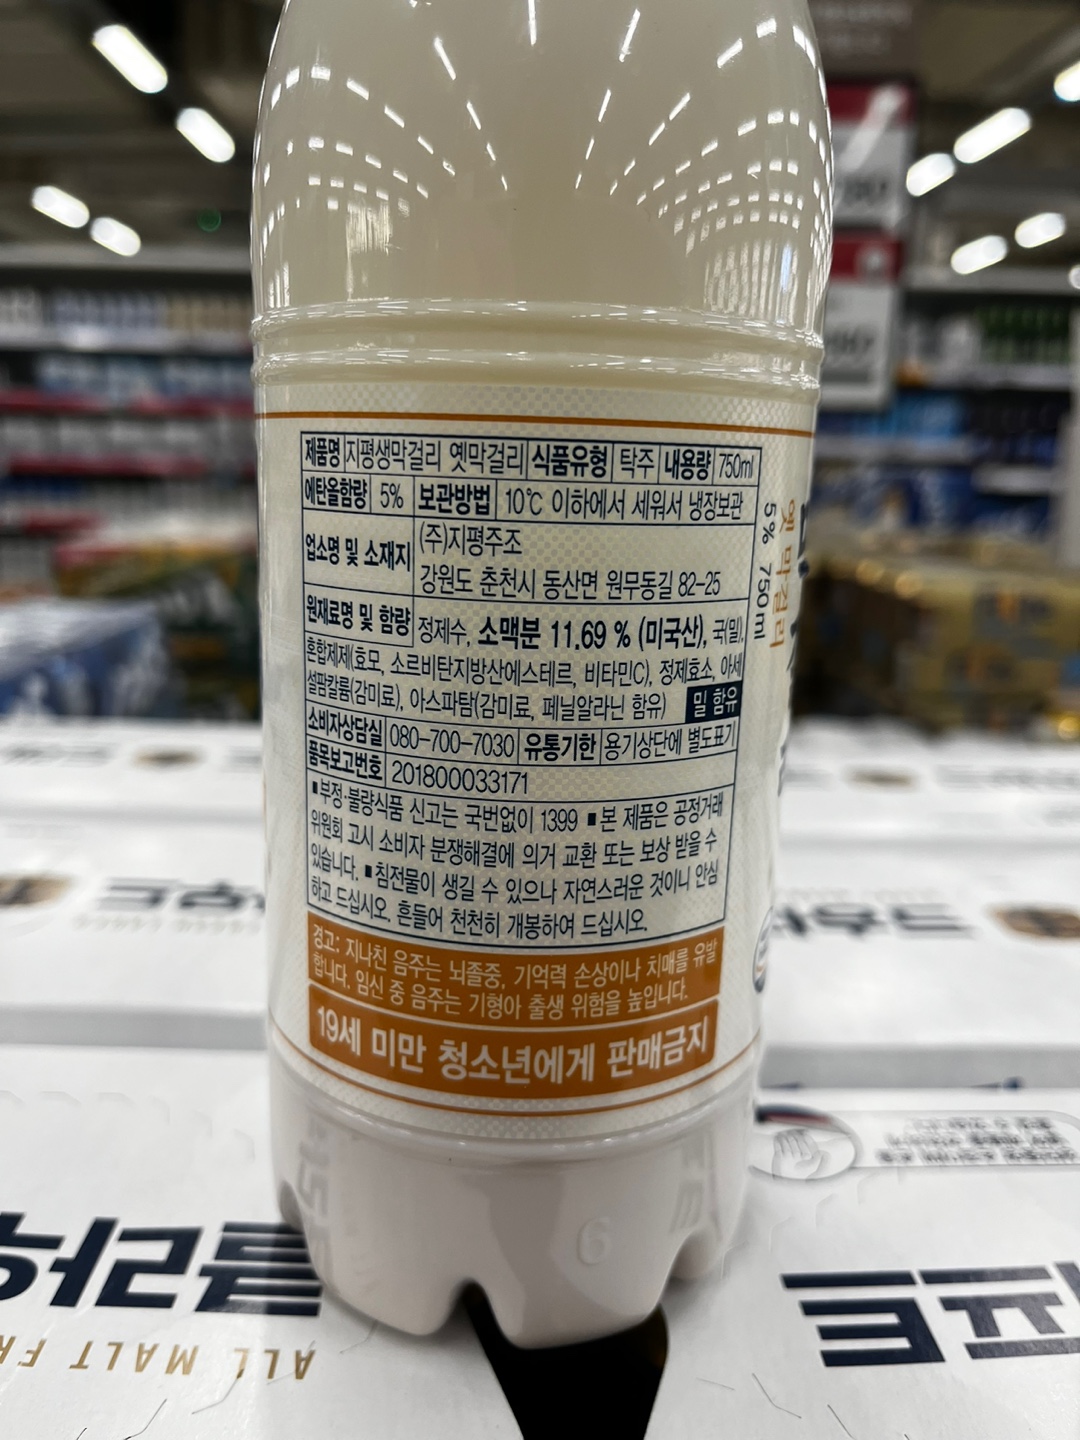 제품명 지평생막걸리 옛막걸리 식품유형 탁주 내용량 750ml
에탄올함량 5% 보관방법 10℃ 이하에서 세워서 냉장보관
업소명 및 소재지 (주)지평주조
강원도 춘천시 동산면 원무동길 82-25
원재료명 및 함량 정제수, 소맥분 11.69 % (미국산), 국(밀),
혼합제제(효모, 소르비탄지방산에스테르, 비타민C), 정제효소, 아세
설팜칼륨(감미료), 아스파탐(감미료, 페닐알라닌 함유) 밀 함유
소비자상담실 080-700-7030 유통기한 용기상단에 별도표기
품목보고번호 201800033171
■부정·불량식품 신고는 국번없이 1399 ■본 제품은 공정거래
위원회 고시 소비자 분쟁해결에 의거 교환 또는 보상 받을 수
있습니다. ■침전물이 생길 수 있으나 자연스러운 것이니 안심
하고 드십시오. 흔들어 천천히 개봉하여 드십시오.
경고: 지나친 음주는 뇌졸중, 기억력 손상이나 치매를 유발
합니다. 임신 중 음주는 기형아 출생 위험을 높입니다.
19세 미만 청소년에게 판매금지
옛 막걸리
5% 750ml
6
ALL MALT FR